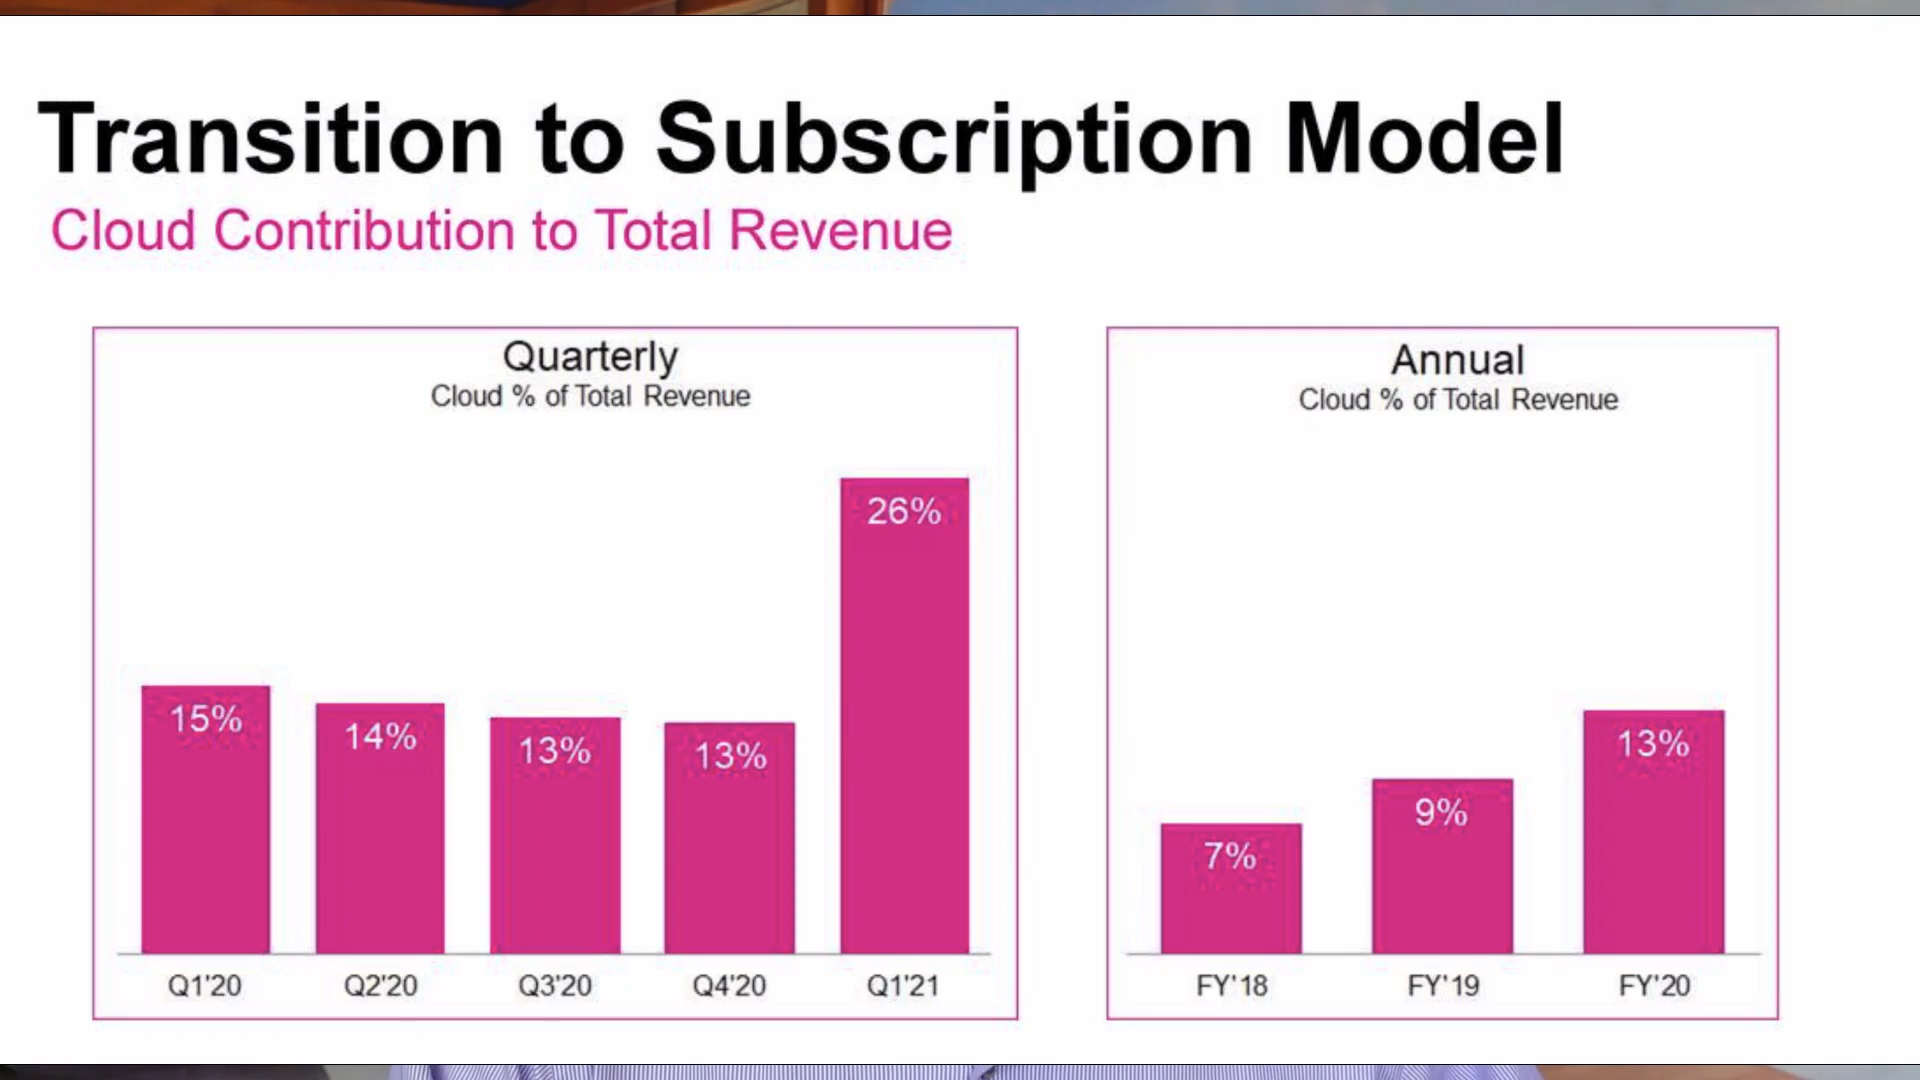 Transition to Subscription Model
Cloud Contribution to Total Revenue
Quarterly
Cloud % of Total Revenue
26%
15%
14%
13%
13%
Q1'20
Q2'20
Q3'20
Q4'20
Q1'21
Annual
Cloud % of Total Revenue
13%
9%
7%
FY'18
FY'19
FY'20